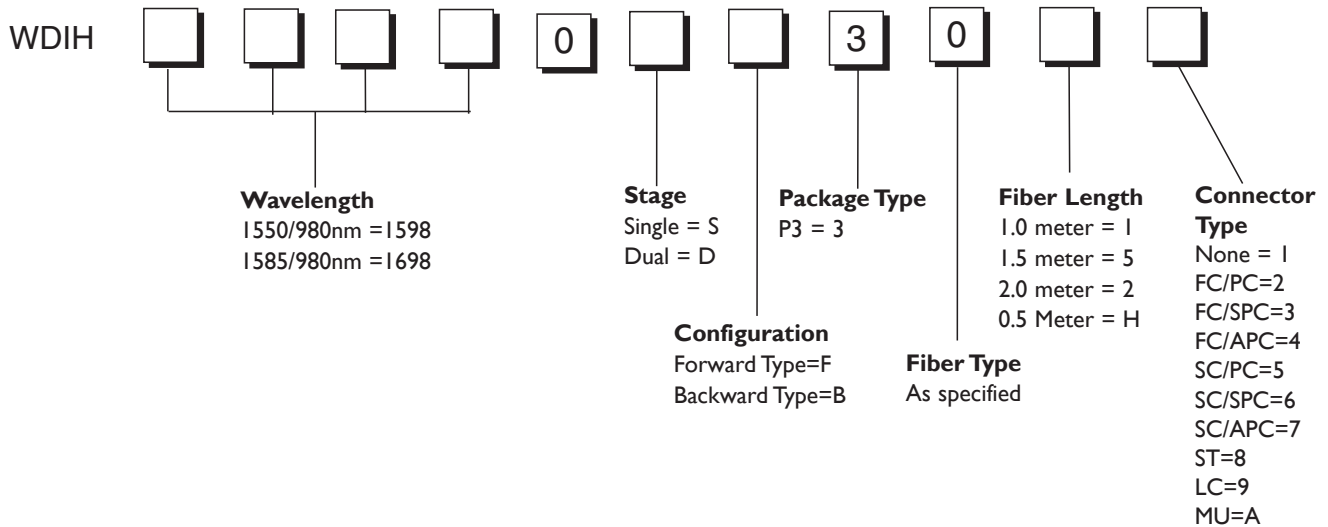 WDIH 0 3 0
Wavelength
1550/980nm =1598
1585/980nm =1698
Stage
Single = S
Dual = D
Configuration
Forward Type=F
Backward Type=B
Package Type
P3 = 3
Fiber Type
As specified
Fiber Length
1.0 meter = 1
1.5 meter = 5
2.0 meter = 2
0.5 Meter = H
Connector
Type
None = 1
FC/PC=2
FC/SPC=3
FC/APC=4
SC/PC=5
SC/SPC=6
SC/APC=7
ST=8
LC=9
MU=A